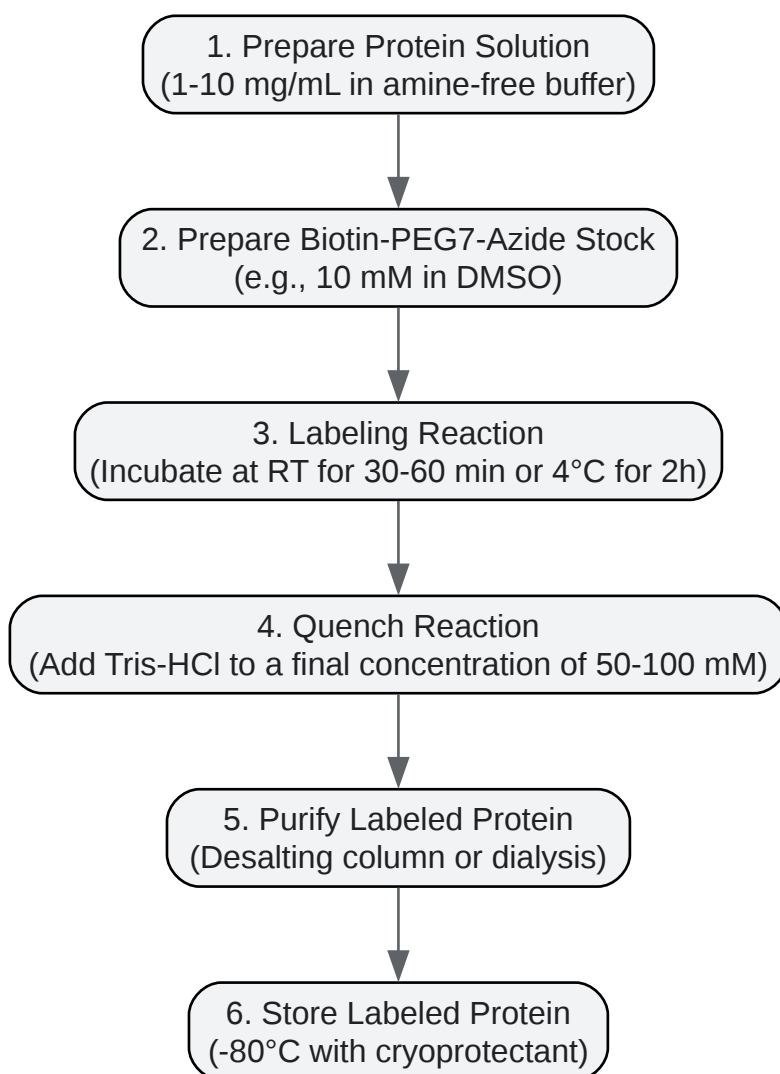 1. Prepare Protein Solution
(1-10 mg/mL in amine-free buffer)
2. Prepare Biotin-PEG7-Azide Stock
(e.g., 10 mM in DMSO)
3. Labeling Reaction
(Incubate at RT for 30-60 min or 4°C for 2h)
4. Quench Reaction
(Add Tris-HCl to a final concentration of 50-100 mM)
5. Purify Labeled Protein
(Desalting column or dialysis)
6. Store Labeled Protein
(-80°C with cryoprotectant)